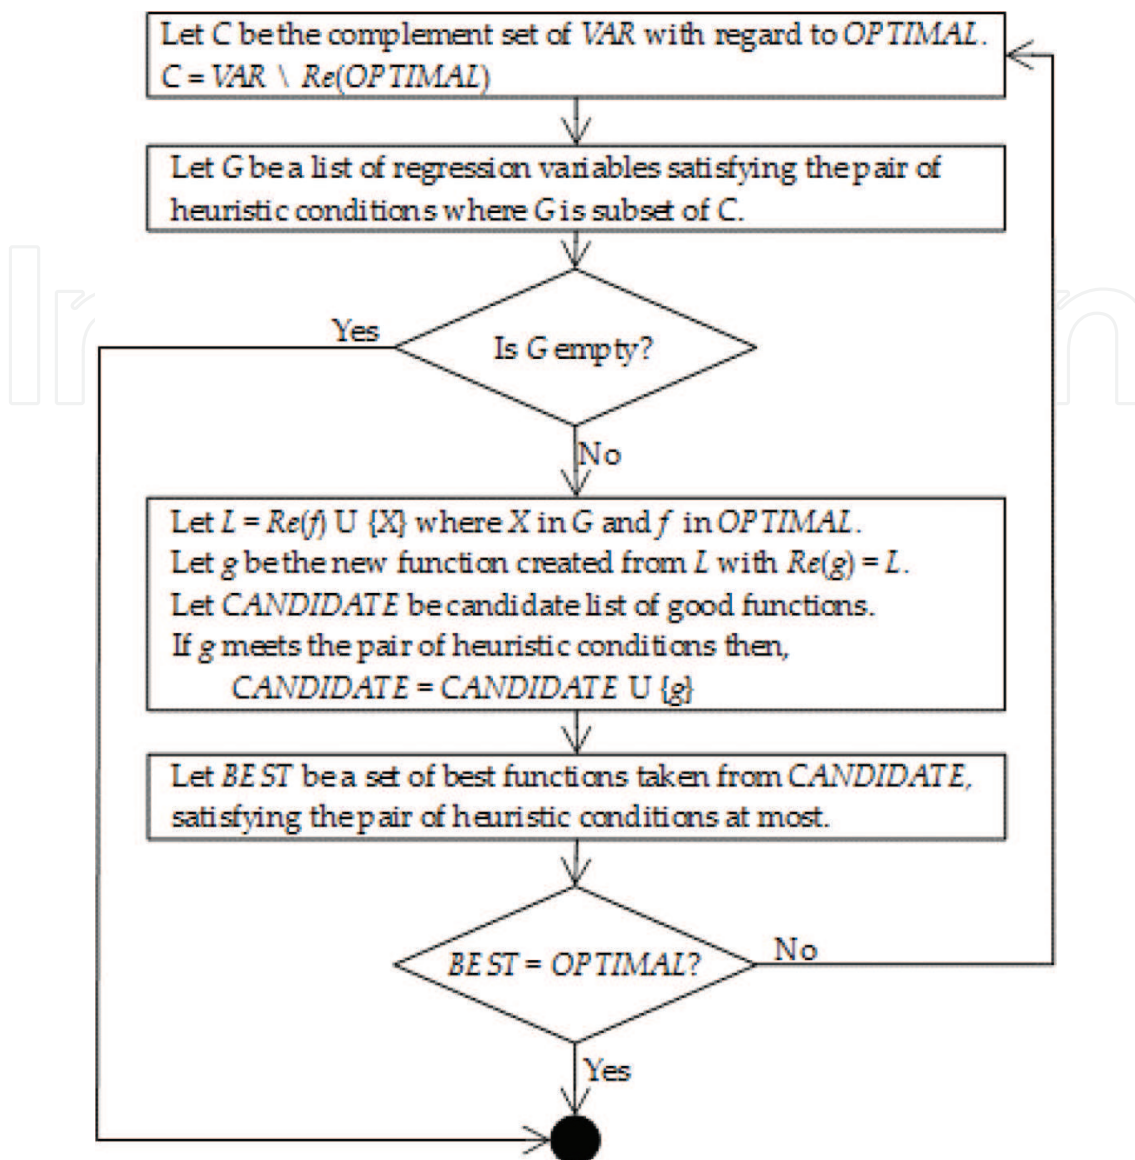 Let C be the complement set of VAR with regard to OPTIMAL.
C = VAR \ Re(OPTIMAL)
Let G be a list of regression variables satisfying the pair of
heuristic conditions where G is subset of C.
Yes
Is G empty?
No
Let L = Re(f) U {X} where X in G and f in OPTIMAL.
Let g be the new function created from L with Re(g) = L.
Let CANDIDATE be candidate list of good functions.
If g meets the pair of heuristic conditions then,
CANDIDATE = CANDIDATE U {g}
Let BEST be a set of best functions taken from CANDIDATE,
satisfying the pair of heuristic conditions at most.
No
BEST = OPTIMAL?
Yes